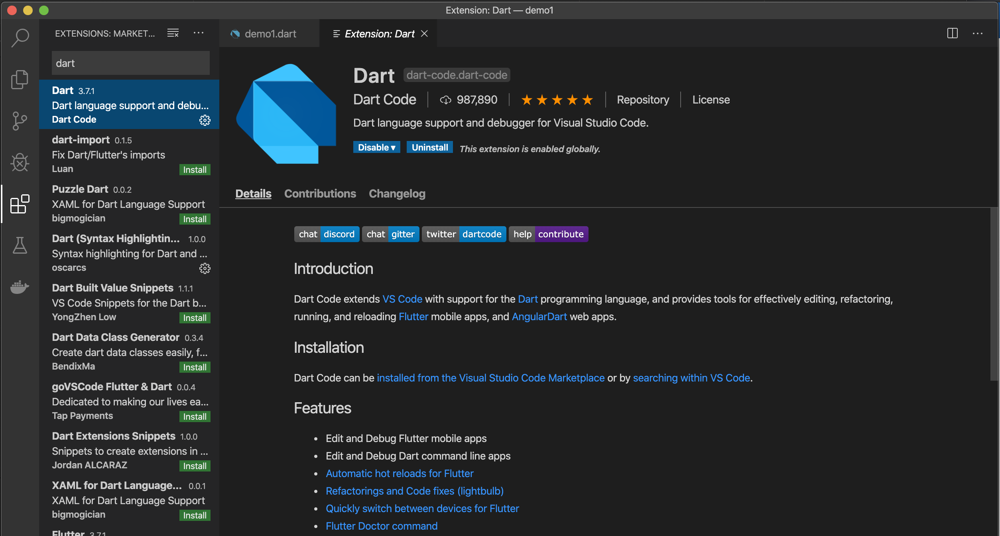 Extension: Dart — demo1
EXTENSIONS: MARKET...
dart
Dart 3.7.1
Dart language support and debu...
Dart Code
dart-import 0.1.5
Fix Dart/Flutter's imports
Luan
Install
Puzzle Dart 0.0.2
XAML for Dart Language Support
bigmogician
Install
Dart (Syntax Highlightin... 1.0.0
Syntax highlighting for Dart and ...
oscarcs
Dart Built Value Snippets 1.1.1
VS Code Snippets for the Dart b...
YongZhen Low
Install
Dart Data Class Generator 0.3.4
Create dart data classes easily, f...
BendixMa
Install
goVSCode Flutter & Dart 0.0.4
Dedicated to making our lives ea...
Tap Payments
Install
Dart Extensions Snippets 1.0.0
Snippets to create extensions in ...
Jordan ALCARAZ
Install
XAML for Dart Language... 0.0.1
XAML for Dart Language Support
bigmogician
Install
Flutter 3.7.1
demo1.dart
Extension: Dart
Dart dart-code.dart-code
Dart Code 987,890 Repository License
Dart language support and debugger for Visual Studio Code.
Disable Uninstall This extension is enabled globally.
Details Contributions Changelog
chat discord chat gitter twitter dartcode help contribute
Introduction
Dart Code extends VS Code with support for the Dart programming language, and provides tools for effectively editing, refactoring,
running, and reloading Flutter mobile apps, and AngularDart web apps.
Installation
Dart Code can be installed from the Visual Studio Code Marketplace or by searching within VS Code.
Features
• Edit and Debug Flutter mobile apps
• Edit and Debug Dart command line apps
• Automatic hot reloads for Flutter
• Refactorings and Code fixes (lightbulb)
• Quickly switch between devices for Flutter
• Flutter Doctor command